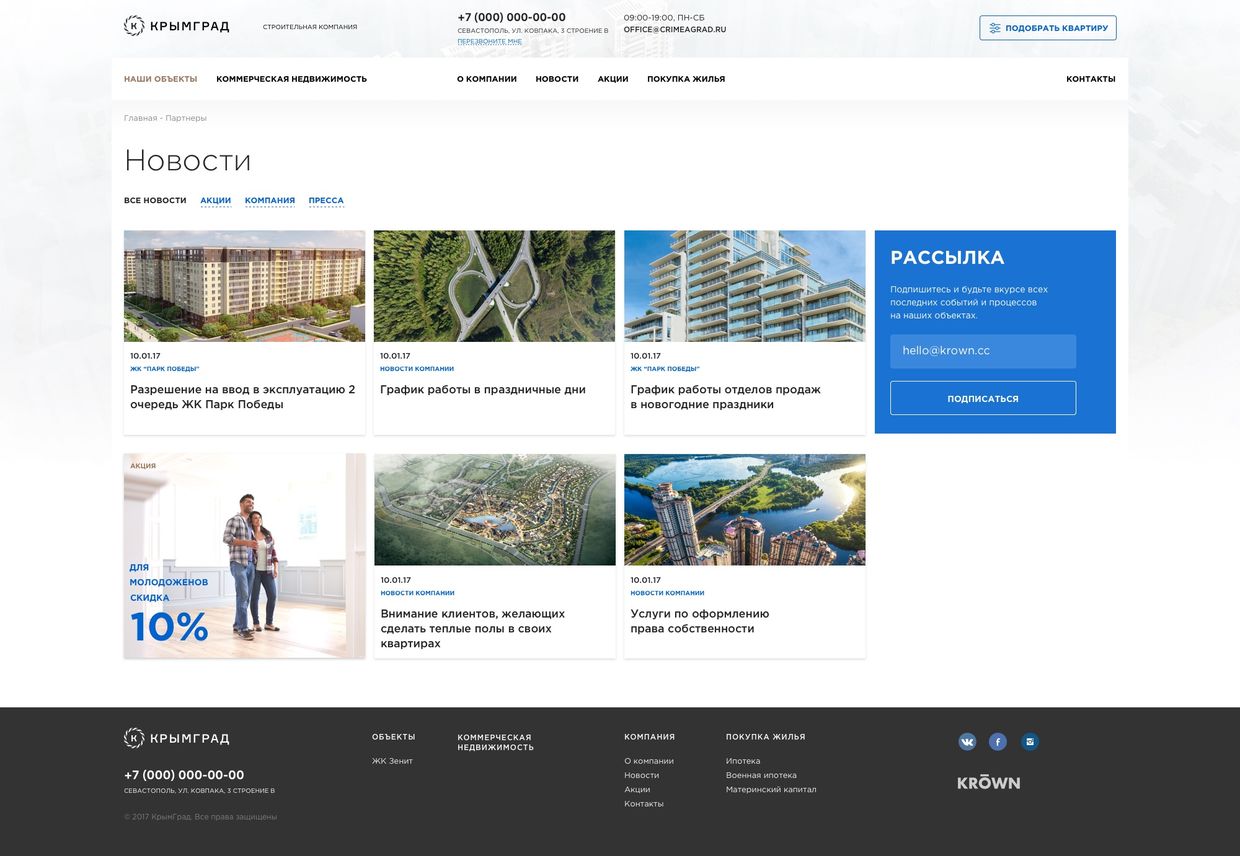 КРЫМГРАД
СТРОИТЕЛЬНАЯ КОМПАНИЯ
+7 (000) 000-00-00
СЕВАСТОПОЛЬ, УЛ. КОВПАКА, 3 СТРОЕНИЕ В
ПЕРЕЗВОНИТЕ МНЕ
09:00-19:00, ПН-СБ
OFFICE@CRIMEAGRAD.RU
ПОДОБРАТЬ КВАРТИРУ
НАШИ ОБЪЕКТЫ
КОММЕРЧЕСКАЯ НЕДВИЖИМОСТЬ
О КОМПАНИИ
НОВОСТИ
АКЦИИ
ПОКУПКА ЖИЛЬЯ
КОНТАКТЫ
Главная - Партнеры
Новости
ВСЕ НОВОСТИ
АКЦИИ
КОМПАНИЯ
ПРЕССА
10.01.17
ЖК "ПАРК ПОБЕДЫ"
Разрешение на ввод в эксплуатацию 2
очередь ЖК Парк Победы
10.01.17
НОВОСТИ КОМПАНИИ
График работы в праздничные дни
10.01.17
ЖК "ПАРК ПОБЕДЫ"
График работы отделов продаж
в новогодние праздники
РАССЫЛКА
Подпишитесь и будьте вкурсе всех
последних событий и процессов
на наших объектах.
hello@krown.cc
ПОДПИСАТЬСЯ
АКЦИЯ
ДЛЯ
МОЛОДОЖЕНОВ
СКИДКА
10%
10.01.17
НОВОСТИ КОМПАНИИ
Внимание клиентов, желающих
сделать теплые полы в своих
квартирах
10.01.17
НОВОСТИ КОМПАНИИ
Услуги по оформлению
права собственности
КРЫМГРАД
+7 (000) 000-00-00
СЕВАСТОПОЛЬ, УЛ. КОВПАКА, 3 СТРОЕНИЕ В
© 2017 КрымГрад. Все права защищены
ОБЪЕКТЫ
ЖК Зенит
КОММЕРЧЕСКАЯ
НЕДВИЖИМОСТЬ
КОМПАНИЯ
О компании
Новости
Акции
Контакты
ПОКУПКА ЖИЛЬЯ
Ипотека
Военная ипотека
Материнский капитал
KRŌWN